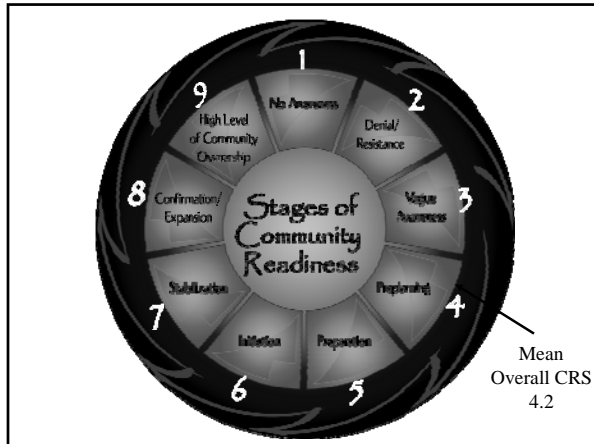 1
No Awareness
2
Denial/
Resistance
3
Vague
Awareness
4
Preplanning
5
Preparation
6
Initiation
7
Stabilization
8
Confirmation/
Expansion
9
High Level
of Community
Ownership
Stages of
Community
Readiness
Mean
Overall CRS
4.2